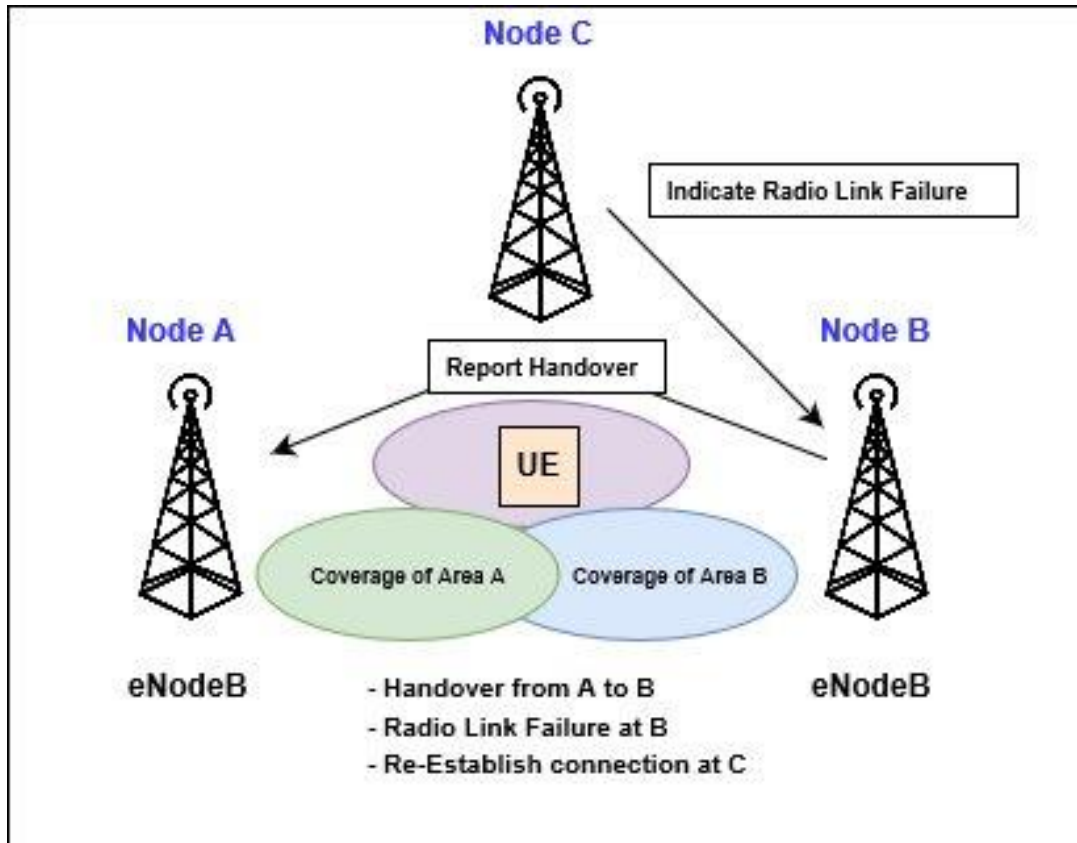 Node C
Indicate Radio Link Failure
Node A
Node B
Report Handover
UE
Coverage of Area A
Coverage of Area B
eNodeB
eNodeB
- Handover from A to B
- Radio Link Failure at B
- Re-Establish connection at C